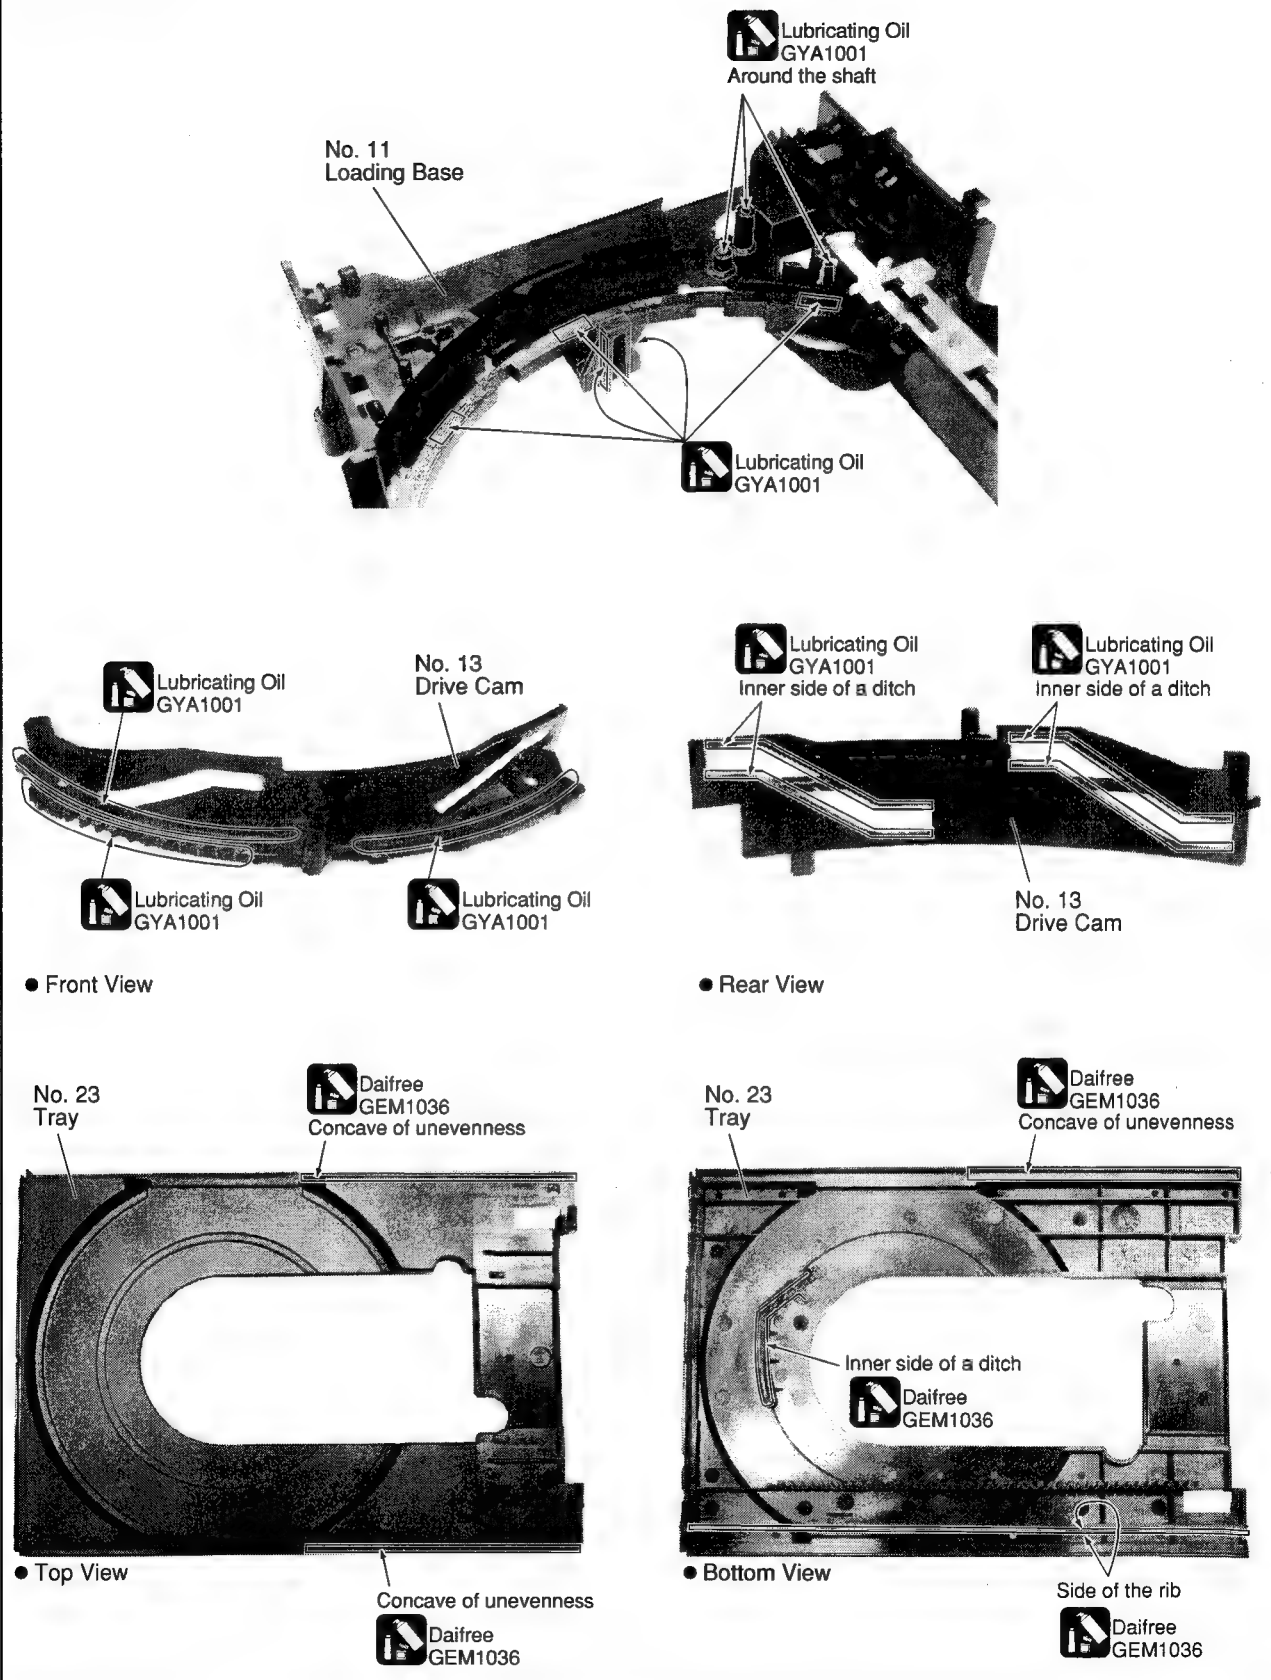 Lubricating Oil
GYA1001
Around the shaft
No. 11
Loading Base
Lubricating Oil
GYA1001
Lubricating Oil
GYA1001
No. 13
Drive Cam
Lubricating Oil
GYA1001
Lubricating Oil
GYA1001
● Front View
Lubricating Oil
GYA1001
Inner side of a ditch
Lubricating Oil
GYA1001
Inner side of a ditch
No. 13
Drive Cam
● Rear View
No. 23
Tray
Daifree
GEM1036
Concave of unevenness
● Top View
Concave of unevenness
Daifree
GEM1036
No. 23
Tray
Daifree
GEM1036
Concave of unevenness
Inner side of a ditch
Daifree
GEM1036
● Bottom View
Side of the rib
Daifree
GEM1036